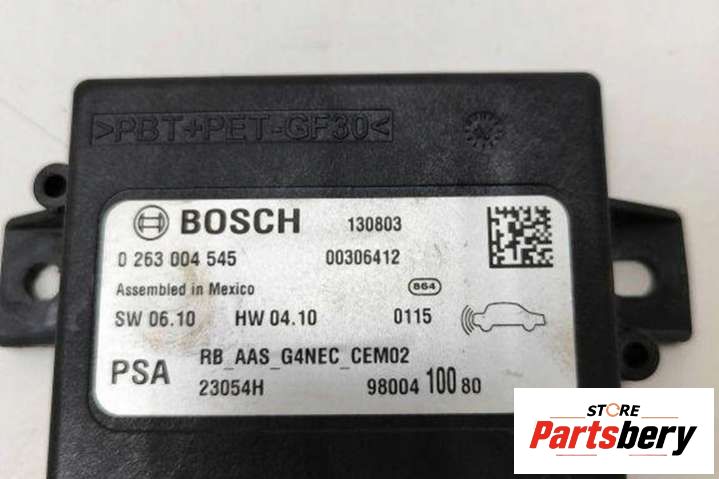 >PBT+PET-GF30<
BOSCH 130803
0 263 004 545 00306412
Assembled in Mexico 864
SW 06.10 HW 04.10 0115
PSA RB_AAS_G4NEC_CEM02
23054H 98004 100 80
STORE
Partsbery